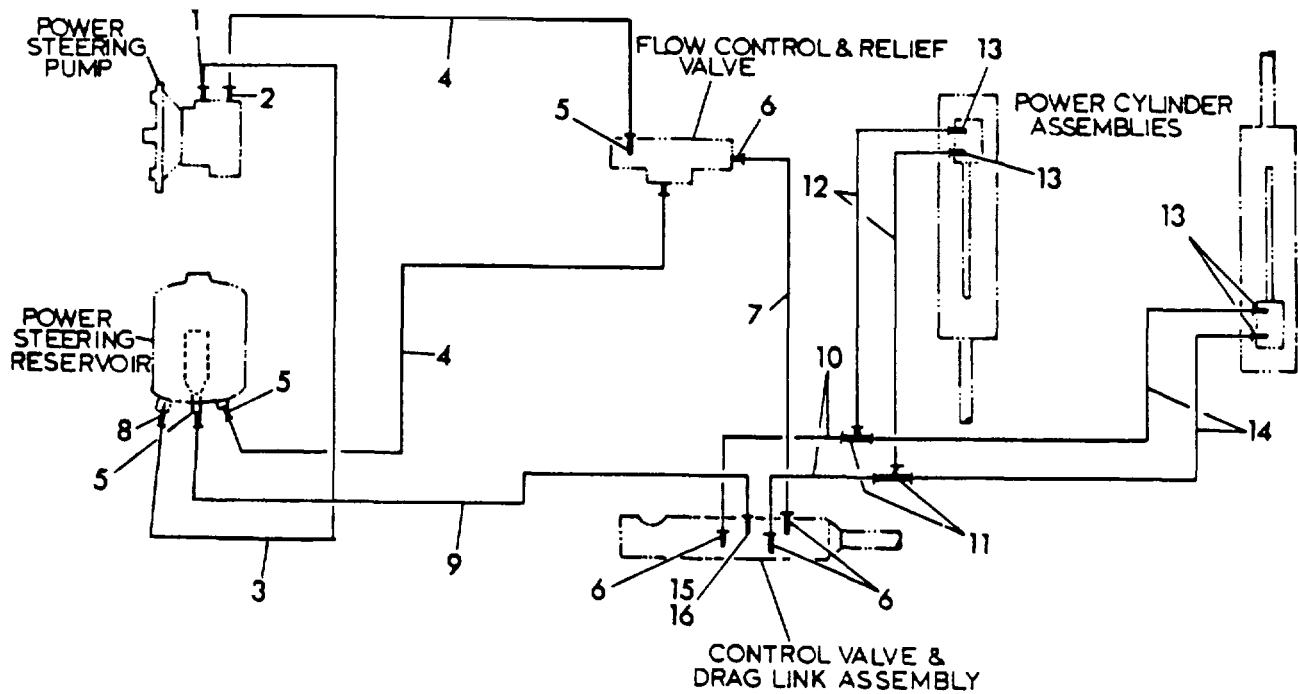 1
POWER
STEERING
PUMP
2
4
FLOW CONTROL & RELIEF
VALVE
5
6
13
POWER CYLINDER
ASSEMBLIES
13
12
13
7
POWER
STEERING
RESERVOIR
4
5
8
5
10
14
9
3
6
15
16
6
11
CONTROL VALVE &
DRAG LINK ASSEMBLY